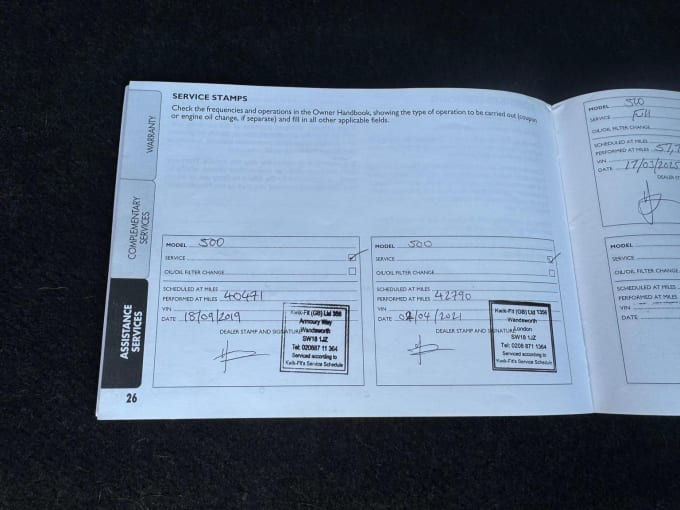 SERVICE STAMPS
Check the frequencies and operations in the Owner Handbook, showing the type of operation to be carried out (coupon
or engine oil change, if separate) and fill in all other applicable fields.
WARRANTY
COMPLEMENTARY
SERVICES
ASSISTANCE
SERVICES
MODEL 500
SERVICE
OIL/OIL FILTER CHANGE
SCHEDULED AT MILES
PERFORMED AT MILES 40471
VIN
DATE 18/09/2019
DEALER STAMP AND SIGNATURE
Kwik-Fit (GB) Ltd
Armoury Way
Wandsworth
SW18 1JZ
Serviced according to
Kwik-Fit's Service Schedule
MODEL 500
SERVICE
OIL/OIL FILTER CHANGE
SCHEDULED AT MILES
PERFORMED AT MILES 42790
VIN
DATE 02/04/2021
DEALER STAMP AND SIGNATURE
Kwik-Fit (GB) Ltd
Wandsworth
London
SW18 1JZ
Tel: 0208 871 1364
Serviced according to
Kwik-Fit's Service Schedule
26
MODEL 500
SERVICE Full
OIL/OIL FILTER CHANGE
SCHEDULED AT MILES
PERFORMED AT MILES
VIN
DATE 17/03/2025
DEALER
MODEL
SERVICE
OIL/OIL FILTER CHANGE
SCHEDULED AT MILES
PERFORMED AT MILES
VIN
DATE